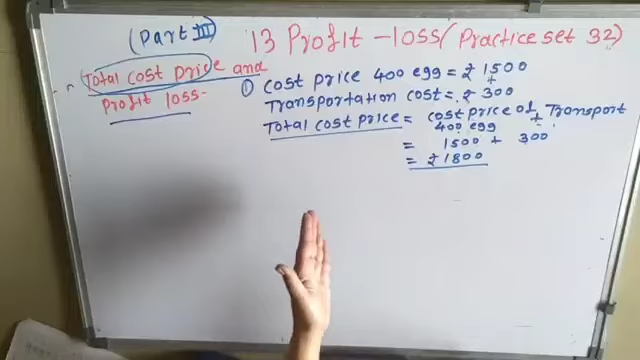 (Part III)
13 Profit - loss (Practice set 32)
Total cost price and
Profit loss-
① Cost price 400 egg = ₹ 1500
+
Transportation cost = ₹ 300
Total cost price = cost price of + Transport
400 egg
= 1500 + 300
= ₹ 1800